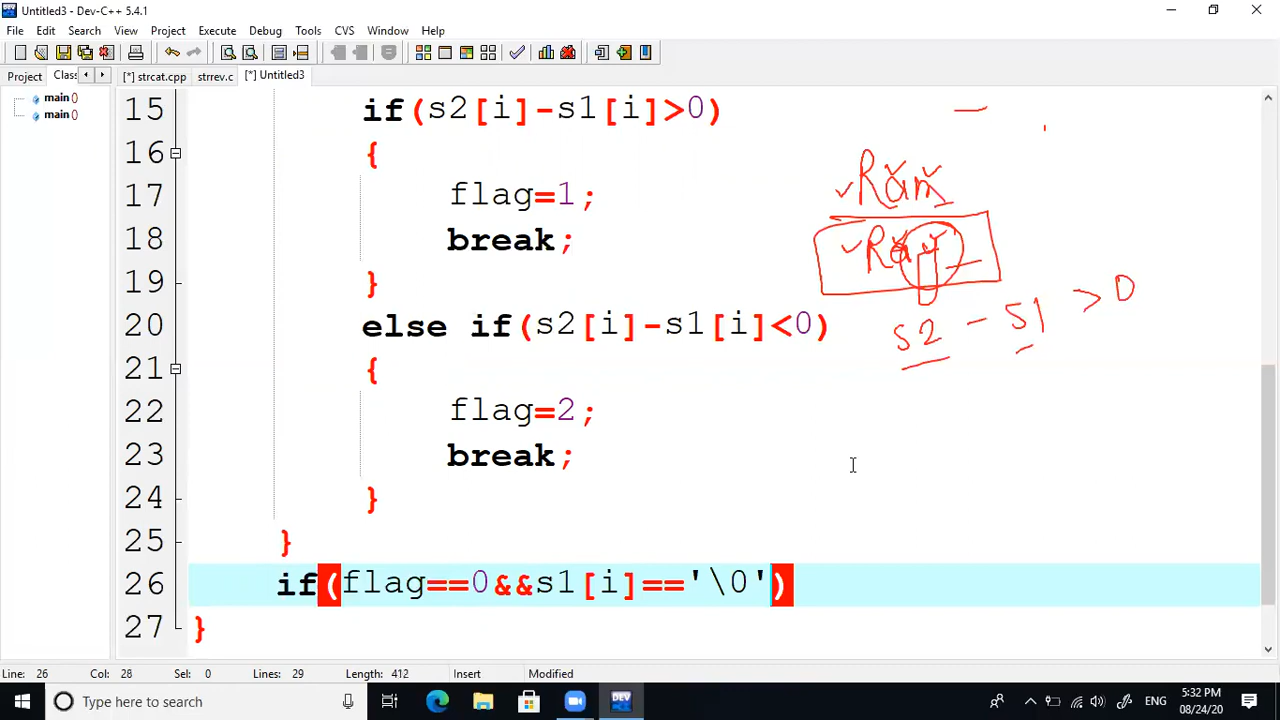 Untitled3 - Dev-C++ 5.4.1
File Edit Search View Project Execute Debug Tools CVS Window Help
Project Class [*] strcat.cpp strrev.c [*] Untitled3
main()
main()
15 if(s2[i]-s1[i]>0)
16 {
17 flag=1;
18 break;
19 }
20 else if(s2[i]-s1[i]<0)
21 {
22 flag=2;
23 break;
24 }
25 }
26 if(flag==0&&s1[i]=='\0')
27 }
Ram
s2 - s1 > 0
Line: 26 Col: 28 Sel: 0 Lines: 29 Length: 412 Insert Modified
Type here to search
ENG
5:32 PM
08/24/20